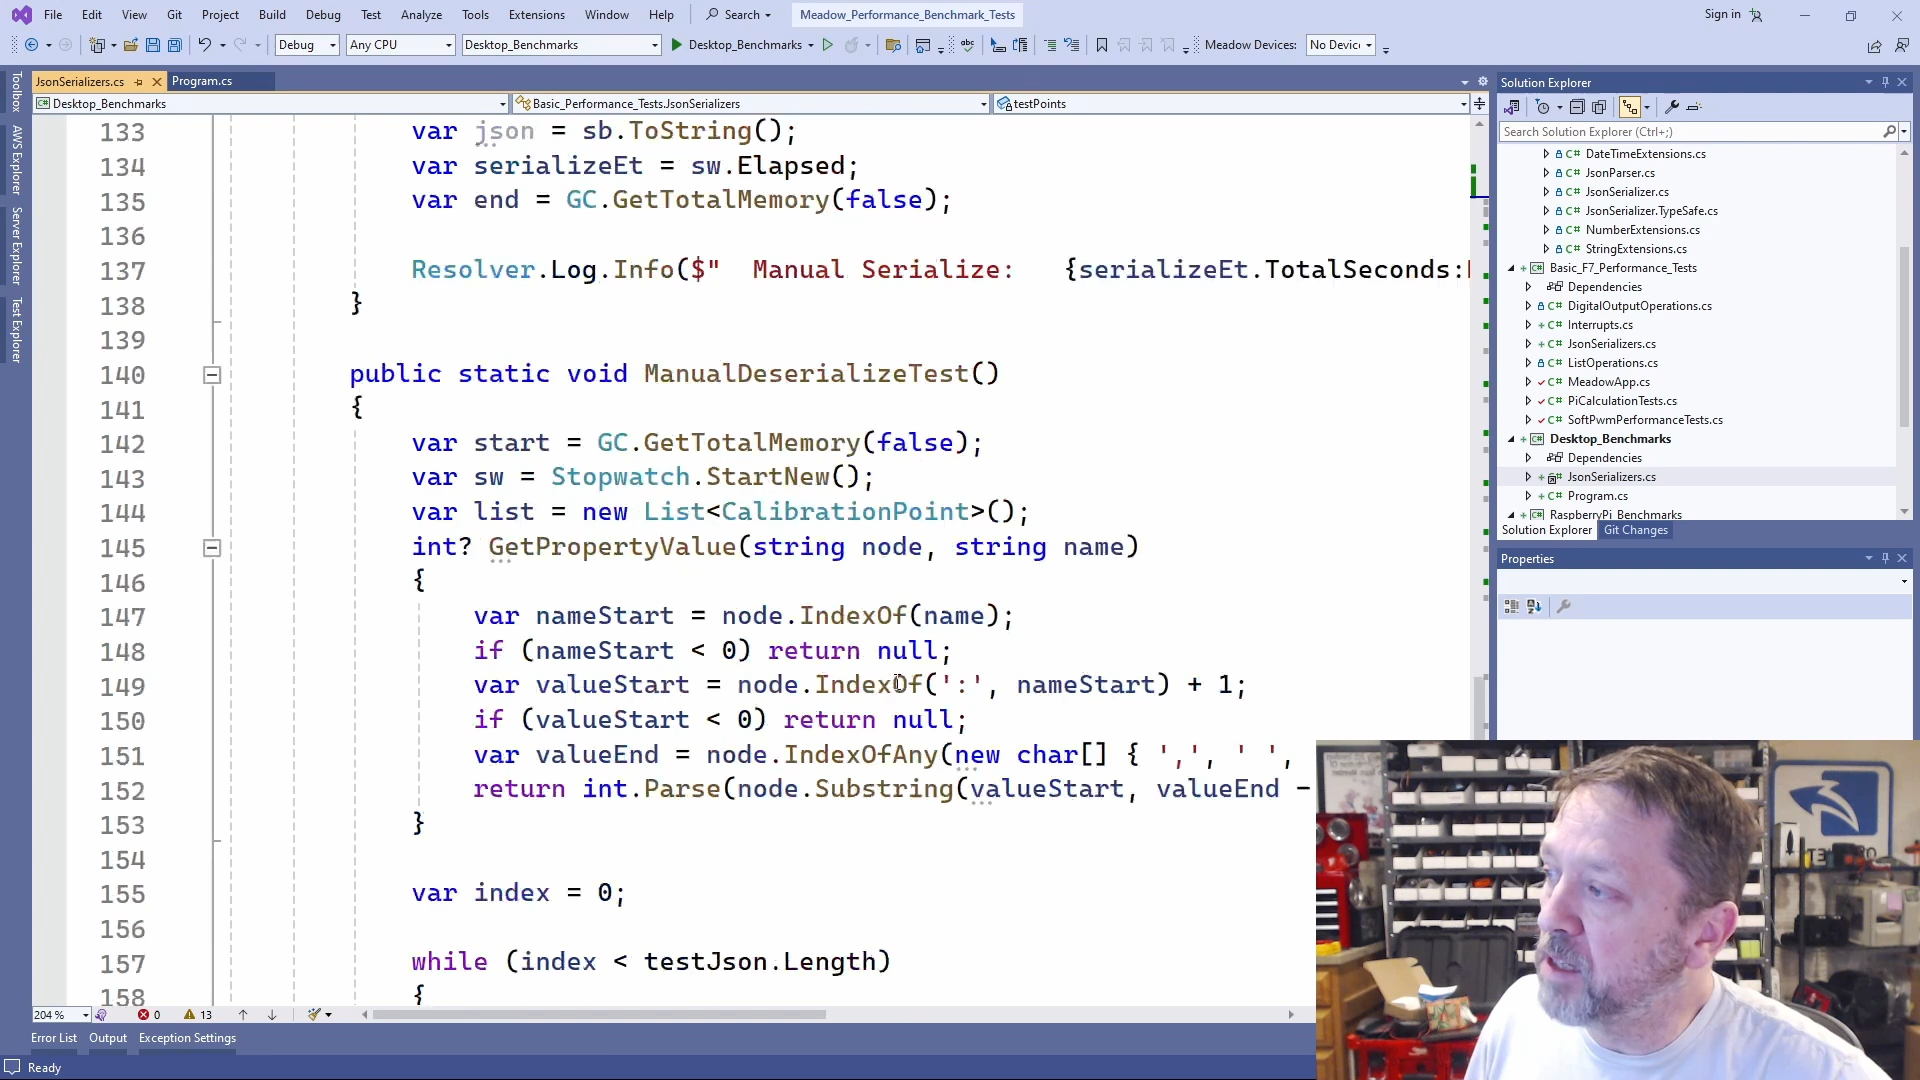 File Edit View Git Project Build Debug Test Analyze Tools Extensions Window Help Search Meadow_Performance_Benchmark_Tests Sign in
Debug Any CPU Desktop_Benchmarks Desktop_Benchmarks Meadow Devices:
JsonSerializers.cs Program.cs
Desktop_Benchmarks Basic_Performance_Tests.JsonSerializers testPoints
Toolbox
AWS Explorer
Server Explorer
Test Explorer
133 var json = sb.ToString();
134 var serializeEt = sw.Elapsed;
135 var end = GC.GetTotalMemory(false);
136
137 Resolver.Log.Info($" Manual Serialize: {serializeEt.TotalSeconds:
138 }
139
140 public static void ManualDeserializeTest()
141 {
142 var start = GC.GetTotalMemory(false);
143 var sw = Stopwatch.StartNew();
144 var list = new List<CalibrationPoint>();
145 int? GetPropertyValue(string node, string name)
146 {
147 var nameStart = node.IndexOf(name);
148 if (nameStart < 0) return null;
149 var valueStart = node.IndexOf(':', nameStart) + 1;
150 if (valueStart < 0) return null;
151 var valueEnd = node.IndexOfAny(new char[] { ',', ' ',
152 return int.Parse(node.Substring(valueStart, valueEnd -
153 }
154
155 var index = 0;
156
157 while (index < testJson.Length)
158 {
204 % 0 13
Error List Output Exception Settings
Ready
Solution Explorer
Search Solution Explorer (Ctrl+;)
C# DateTimeExtensions.cs
C# JsonParser.cs
C# JsonSerializer.cs
C# JsonSerializer.TypeSafe.cs
C# NumberExtensions.cs
C# StringExtensions.cs
Basic_F7_Performance_Tests
Dependencies
C# DigitalOutputOperations.cs
C# Interrupts.cs
C# JsonSerializers.cs
C# ListOperations.cs
C# MeadowApp.cs
C# PiCalculationTests.cs
C# SoftPwmPerformanceTests.cs
Desktop_Benchmarks
Dependencies
JsonSerializers.cs
C# Program.cs
RaspberryPi_Benchmarks
Solution Explorer Git Changes
Properties